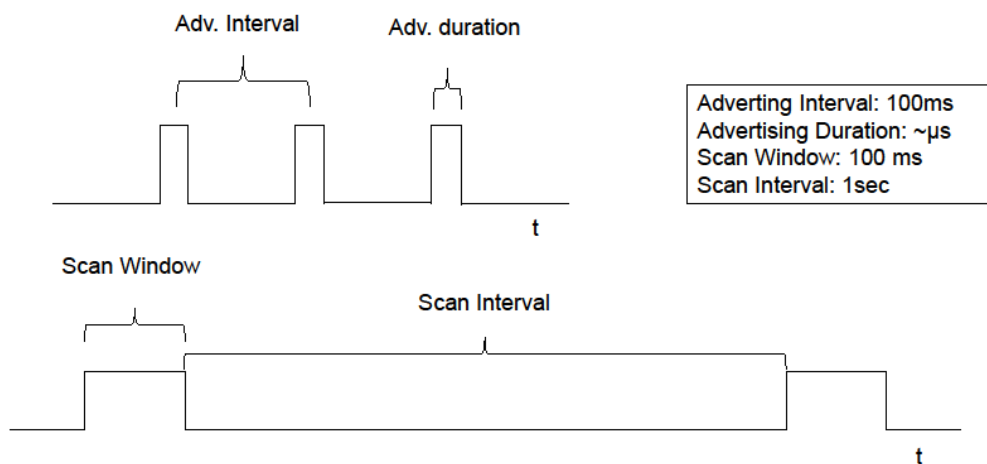 Adv. Interval
Adv. duration
Adverting Interval: 100ms
Advertising Duration: ~µs
Scan Window: 100 ms
Scan Interval: 1sec
t
Scan Window
Scan Interval
t